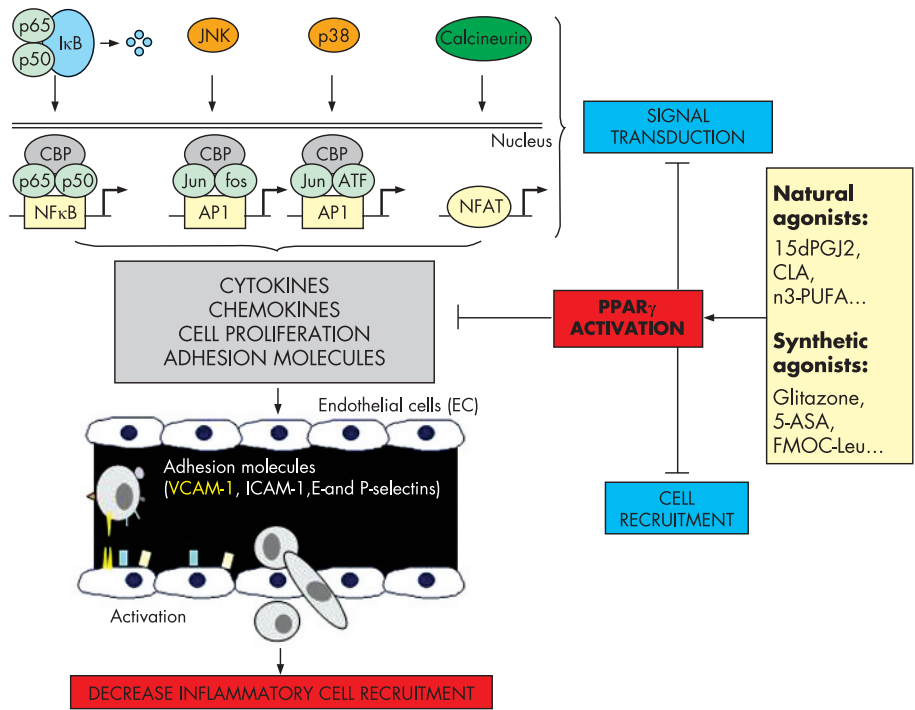 p65
p50
IκB
JNK
p38
Calcineurin
Nucleus
CBP
p65
p50
NFκB
CBP
Jun
fos
AP1
CBP
Jun
ATF
AP1
NFAT
SIGNAL
TRANSDUCTION
Natural
agonists:
15dPGJ2,
CLA,
n3-PUFA...
Synthetic
agonists:
Glitazone,
5-ASA,
FMOC-Leu...
PPARγ
ACTIVATION
CYTOKINES
CHEMOKINES
CELL PROLIFERATION
ADHESION MOLECULES
Endothelial cells (EC)
Adhesion molecules
(VCAM-1, ICAM-1,E-and P-selectins)
CELL
RECRUITMENT
Activation
DECREASE INFLAMMATORY CELL RECRUITMENT